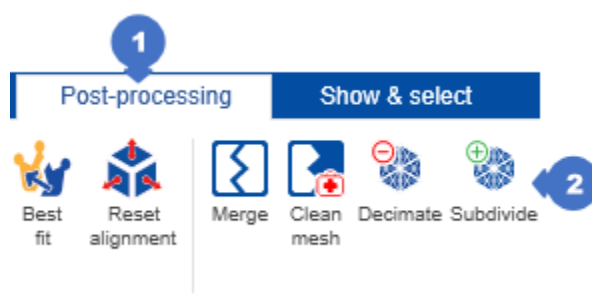 1
Post-processing Show & select
Best Reset Merge Clean Decimate Subdivide 2
fit alignment mesh